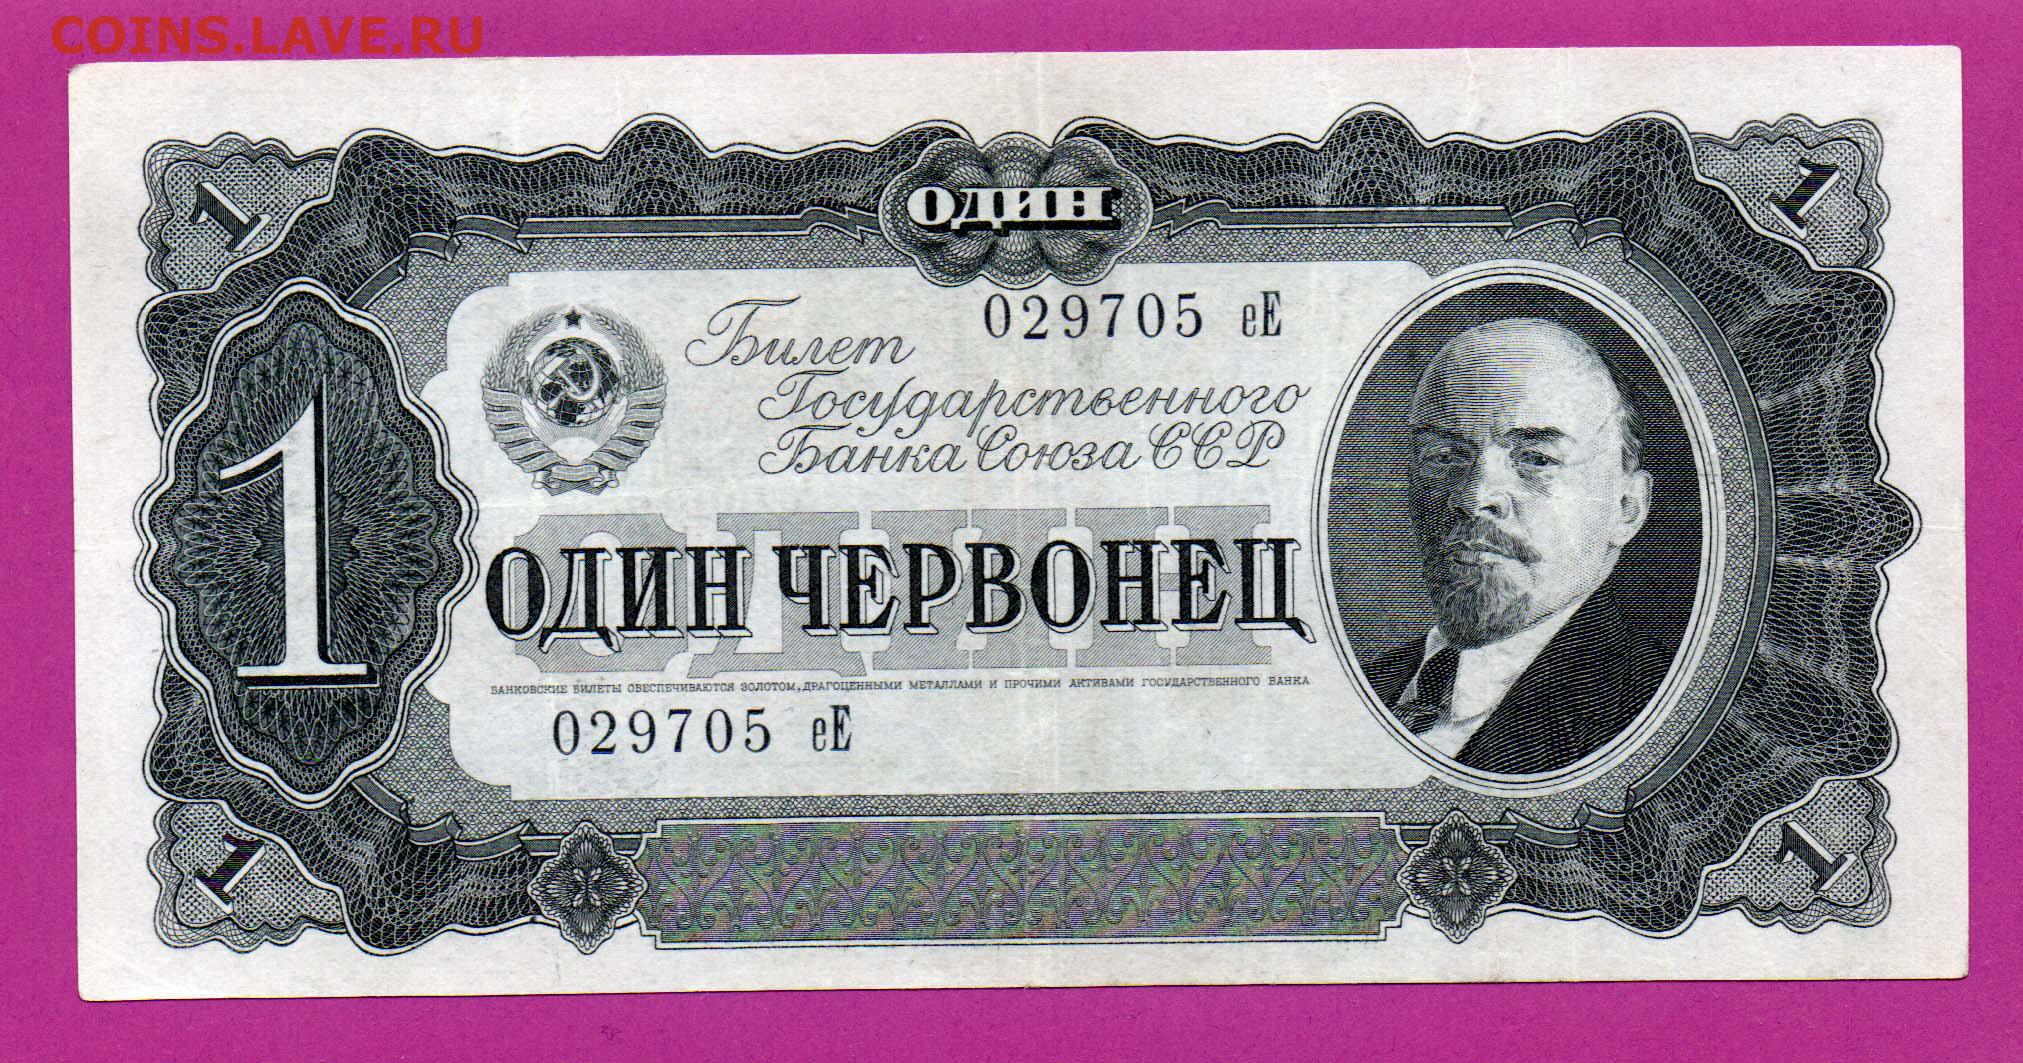 COINS.LAVE.RU
1
1
ОДИН
029705 еЕ
Билет
Государственного
Банка Союза ССР
1
ОДИН
ОДИН ЧЕРВОНЕЦ
БАНКОВСКИЕ БИЛЕТЫ ОБЕСПЕЧИВАЮТСЯ ЗОЛОТОМ, ДРАГОЦЕННЫМИ МЕТАЛЛАМИ И ПРОЧИМИ АКТИВАМИ ГОСУДАРСТВЕННОГО БАНКА
029705 еЕ
1
1